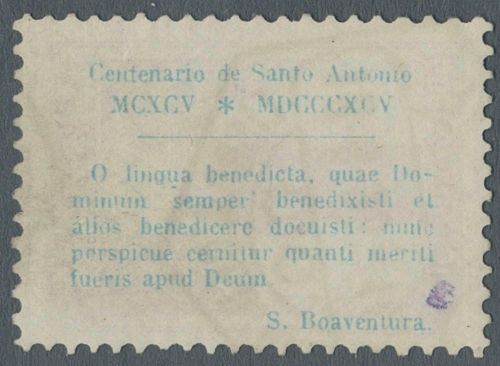 Centenario de Santo Antonio
MCXCV * MDCCCXCV
O lingua benedicta, quae Do-
minum semper benedixisti et
alios benedicere docuisti: nunc
perspicue cernitur quanti meriti
fueris apud Deum
S. Boaventura.